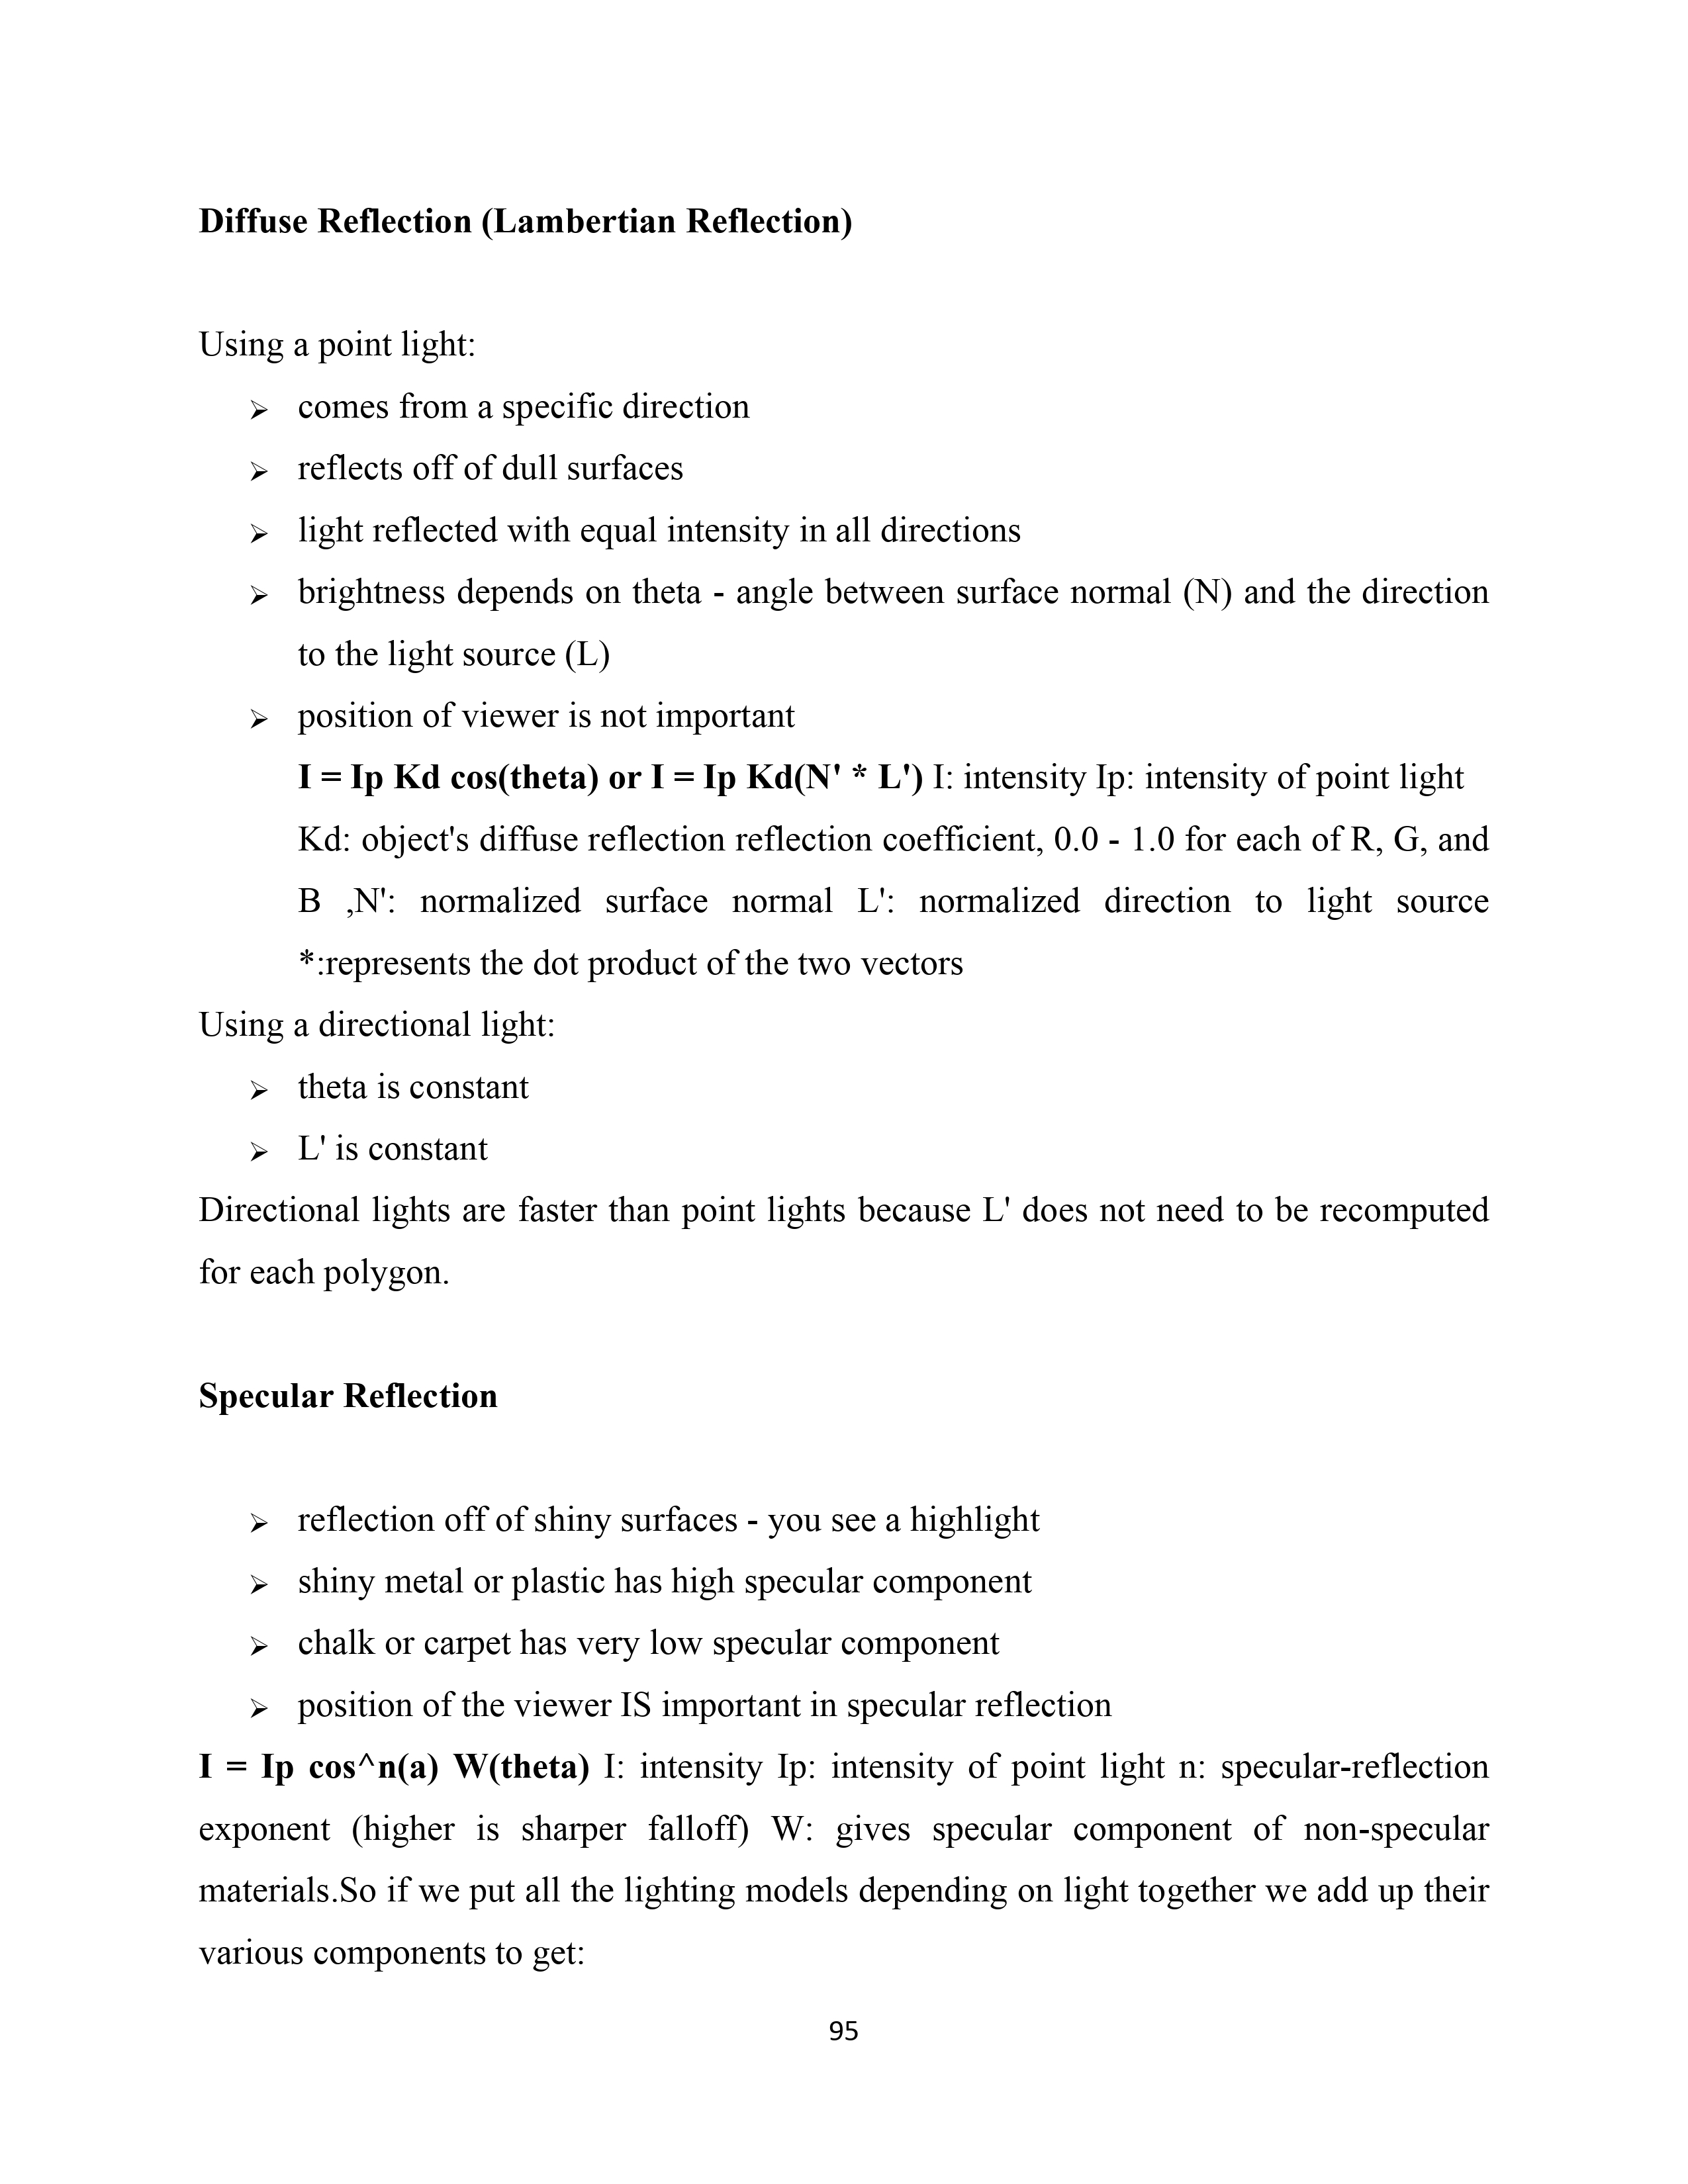 Diffuse Reflection (Lambertian Reflection)
Using a point light:
➢ comes from a specific direction
➢ reflects off of dull surfaces
➢ light reflected with equal intensity in all directions
➢ brightness depends on theta - angle between surface normal (N) and the direction
to the light source (L)
➢ position of viewer is not important
I = Ip Kd cos(theta) or I = Ip Kd(N' * L') I: intensity Ip: intensity of point light
Kd: object's diffuse reflection reflection coefficient, 0.0 - 1.0 for each of R, G, and
B ,N': normalized surface normal L': normalized direction to light source
*:represents the dot product of the two vectors
Using a directional light:
➢ theta is constant
➢ L' is constant
Directional lights are faster than point lights because L' does not need to be recomputed
for each polygon.
Specular Reflection
➢ reflection off of shiny surfaces - you see a highlight
➢ shiny metal or plastic has high specular component
➢ chalk or carpet has very low specular component
➢ position of the viewer IS important in specular reflection
I = Ip cos^n(a) W(theta) I: intensity Ip: intensity of point light n: specular-reflection
exponent (higher is sharper falloff) W: gives specular component of non-specular
materials.So if we put all the lighting models depending on light together we add up their
various components to get:
95